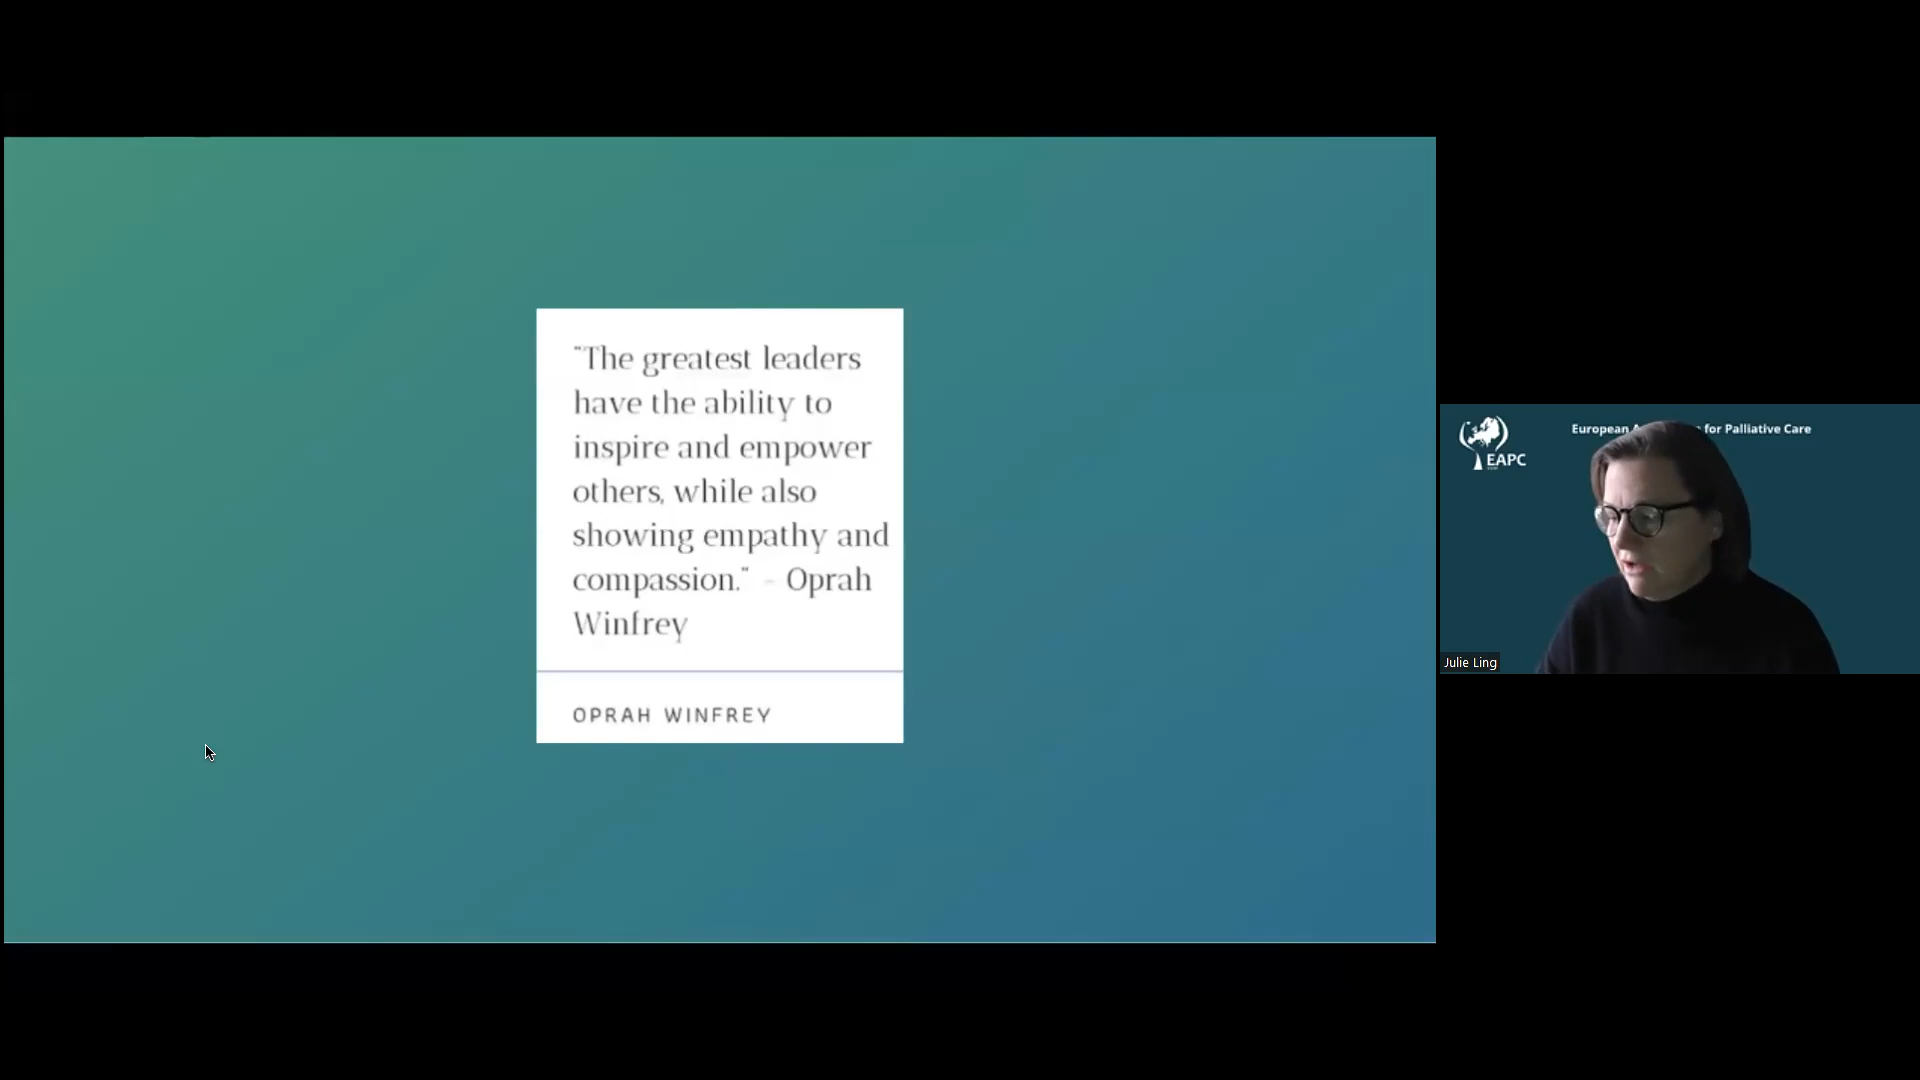 "The greatest leaders
have the ability to
inspire and empower
others, while also
showing empathy and
compassion." - Oprah
Winfrey
OPRAH WINFREY
European A for Palliative Care
EAPC
Julie Ling